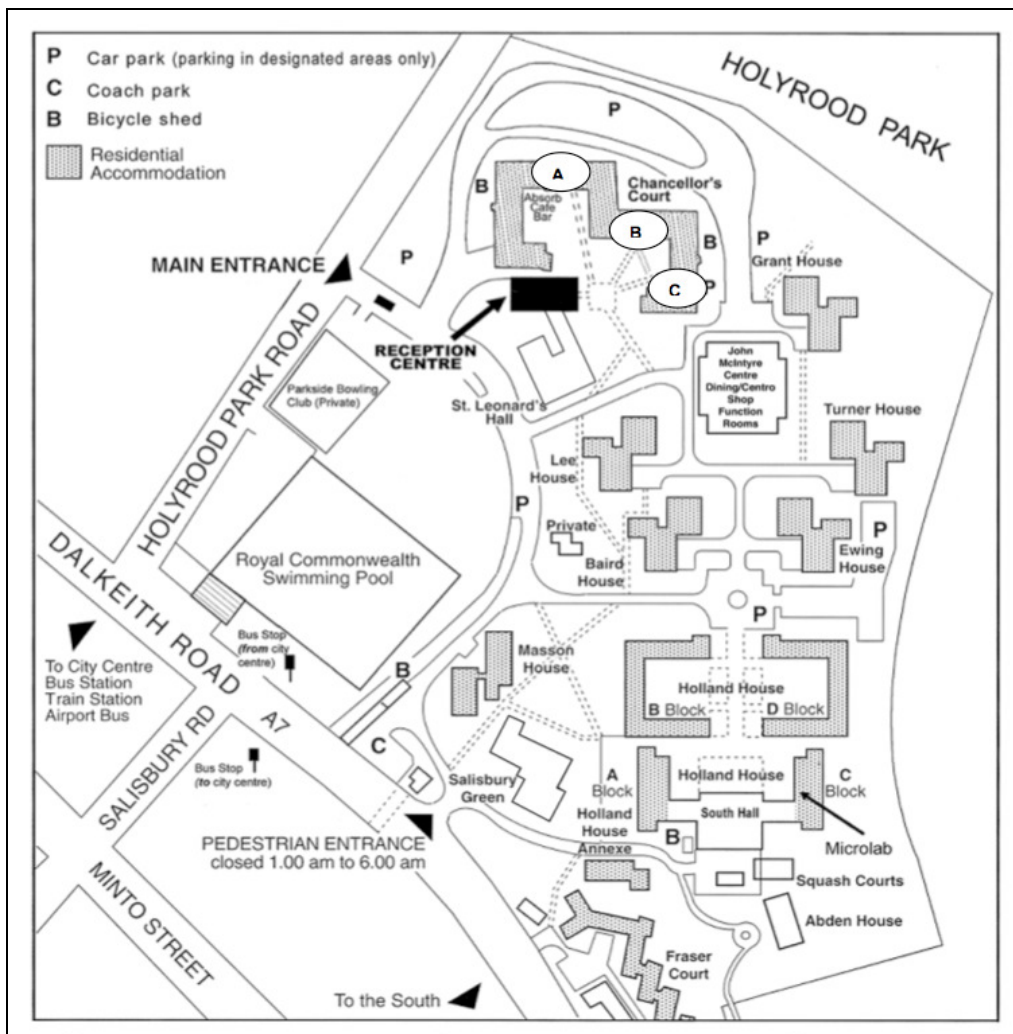 P Car park (parking in designated areas only)
C Coach park
B Bicycle shed
Residential
Accommodation
HOLYROOD PARK
P
A
B
Absorb
Cafe
Bar
Chancellor's
Court
B
B
P
P
C
P
MAIN ENTRANCE
Grant House
RECEPTION
CENTRE
HOLYROOD PARK ROAD
Parkside Bowling
Club (Private)
St. Leonard's
Hall
John
McIntyre
Centre
Dining/Centro
Shop
Function
Rooms
Turner House
Lee
House
P
Private
Baird
House
P
Ewing
House
Royal Commonwealth
Swimming Pool
DALKEITH ROAD
A7
Bus Stop
(from city
centre)
To City Centre
Bus Station
Train Station
Airport Bus
P
Masson
House
B
Holland House
B Block
D Block
SALISBURY RD
C
Bus Stop
(to city centre)
Salisbury
Green
A
Block
Holland House
C
Block
South Hall
Holland
House
Annexe
B
Microlab
PEDESTRIAN ENTRANCE
closed 1.00 am to 6.00 am
Squash Courts
MINTO STREET
Abden House
Fraser
Court
To the South